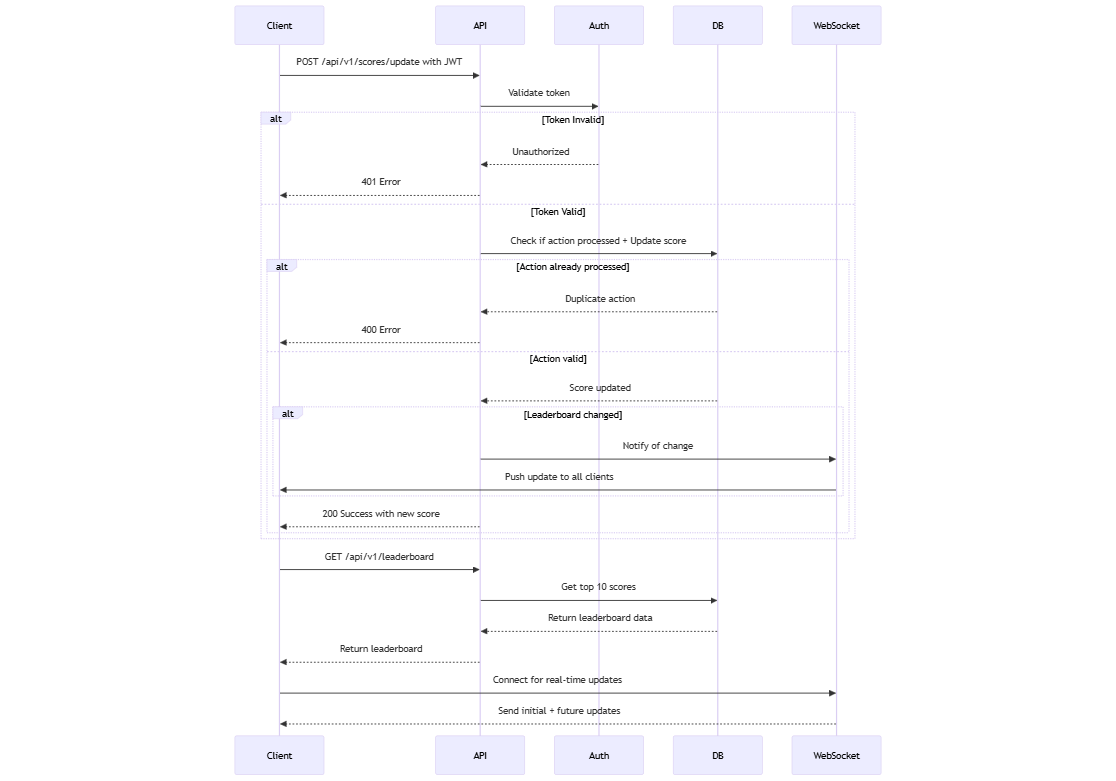 Client API Auth DB WebSocket
POST /api/v1/scores/update with JWT
Validate token
alt [Token Invalid]
Unauthorized
401 Error
[Token Valid]
Check if action processed + Update score
alt [Action already processed]
Duplicate action
400 Error
[Action valid]
Score updated
alt [Leaderboard changed]
Notify of change
Push update to all clients
200 Success with new score
GET /api/v1/leaderboard
Get top 10 scores
Return leaderboard data
Return leaderboard
Connect for real-time updates
Send initial + future updates
Client API Auth DB WebSocket